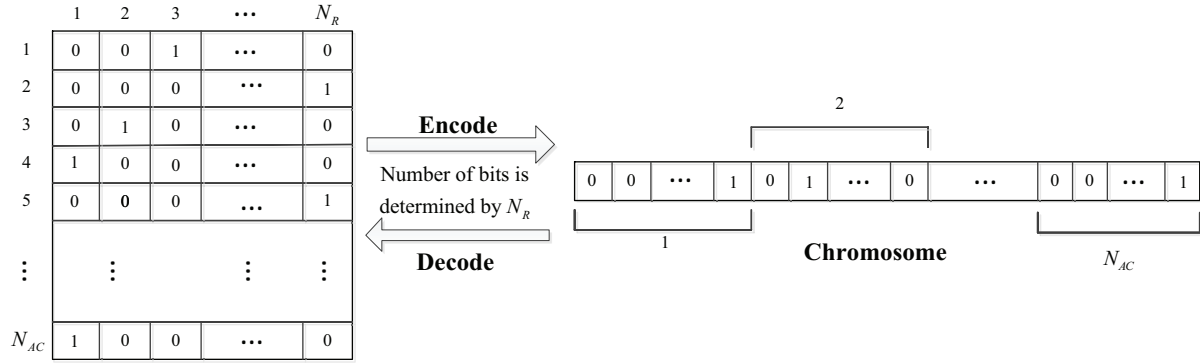 1 2 3 ... N_R
1 0 0 1 ... 0
2 0 0 0 ... 1
3 0 1 0 ... 0
4 1 0 0 ... 0
5 0 0 0 ... 1
⋮ ⋮ ⋮ ⋮
N_AC 1 0 0 ... 0
Encode
Number of bits is
determined by N_R
Decode
2
0 0 ... 1 0 1 ... 0 ... 0 0 ... 1
1
Chromosome
N_AC